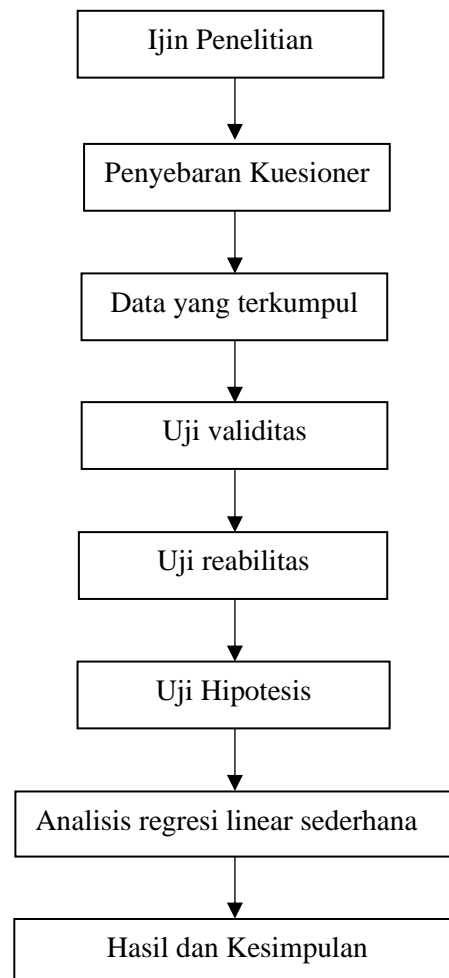 Ijin Penelitian
Penyebaran Kuesioner
Data yang terkumpul
Uji validitas
Uji reabilitas
Uji Hipotesis
Analisis regresi linear sederhana
Hasil dan Kesimpulan